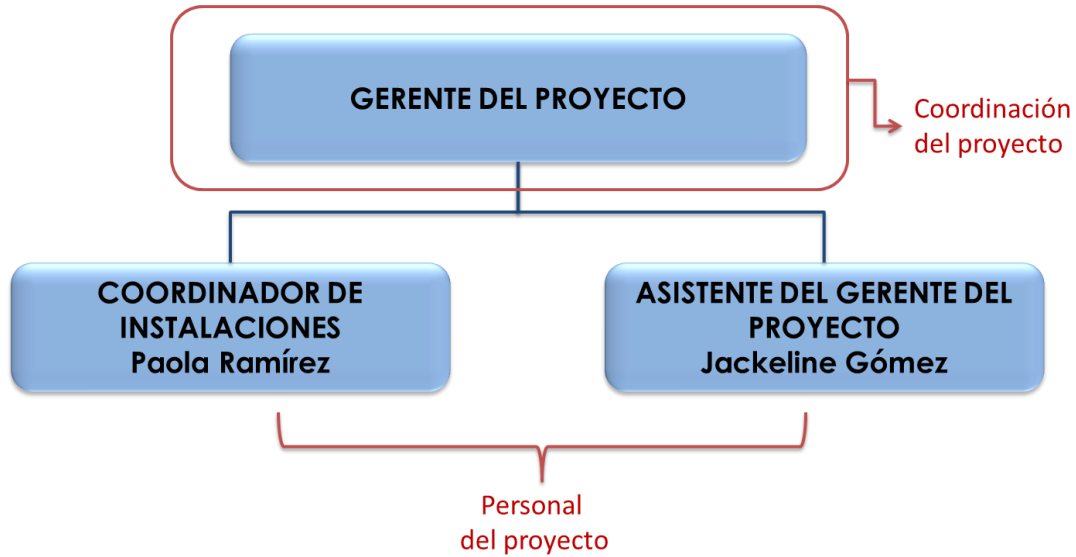 GERENTE DEL PROYECTO
Coordinación
del proyecto
COORDINADOR DE
INSTALACIONES
Paola Ramírez
ASISTENTE DEL GERENTE DEL
PROYECTO
Jackeline Gómez
Personal
del proyecto